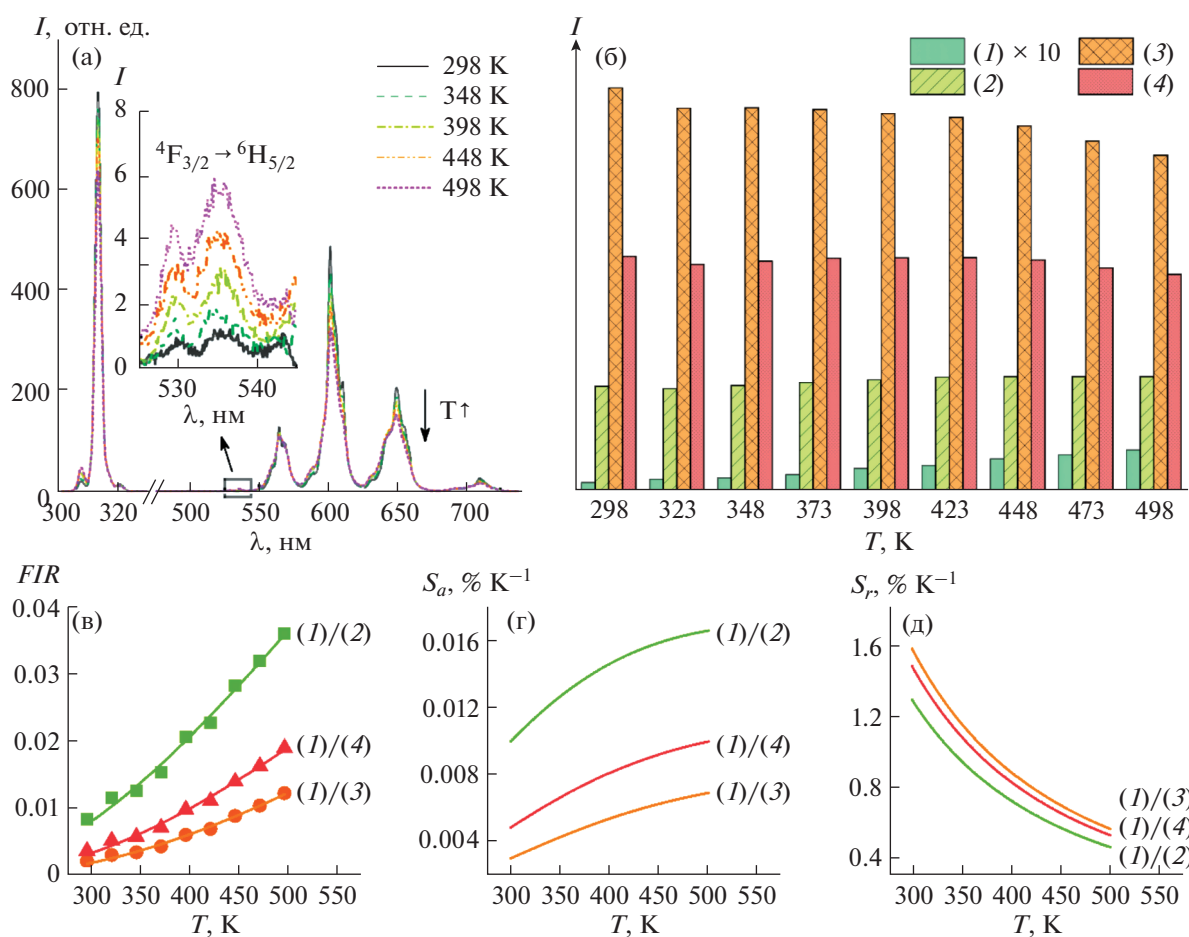 I, отн. ед.
(а)
800
600
400
200
0
300 320 500 550 600 650 700
λ, нм
298 K
348 K
398 K
448 K
498 K
T↑
I
8
6
4
2
0
⁴F₃/₂ → ⁶H₅/₂
530 540
λ, нм
I
(б)
(1) × 10 (3)
(2) (4)
298 323 348 373 398 423 448 473 498
T, K
FIR
(в)
0.04
0.03
0.02
0.01
0
(1)/(2)
(1)/(4)
(1)/(3)
300 350 400 450 500 550
T, K
Sₐ, % K⁻¹
(г)
0.016
0.012
0.008
0.004
(1)/(2)
(1)/(4)
(1)/(3)
300 350 400 450 500 550
T, K
Sᵣ, % K⁻¹
(д)
1.6
1.2
0.8
0.4
(1)/(3)
(1)/(4)
(1)/(2)
300 350 400 450 500 550
T, K